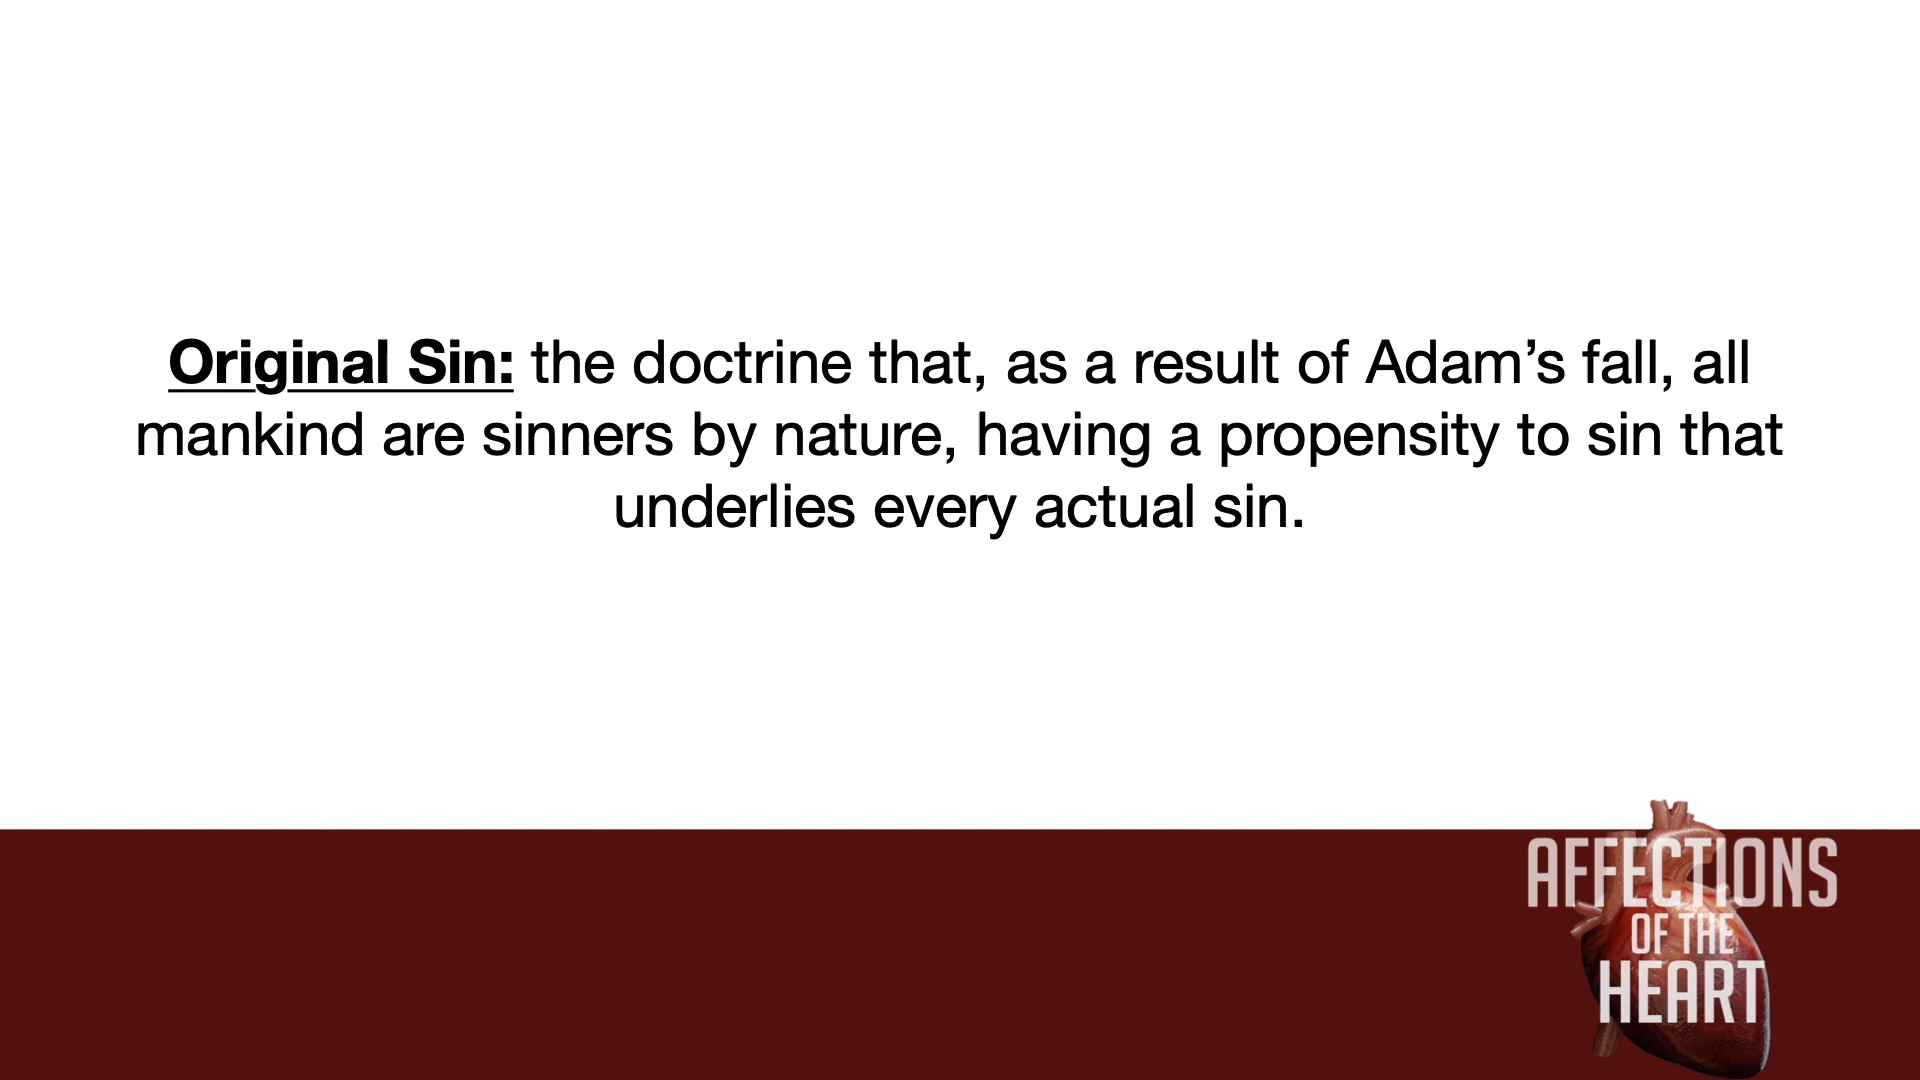 Original Sin: the doctrine that, as a result of Adam’s fall, all
mankind are sinners by nature, having a propensity to sin that
underlies every actual sin.
AFFECTIONS
OF THE
HEART